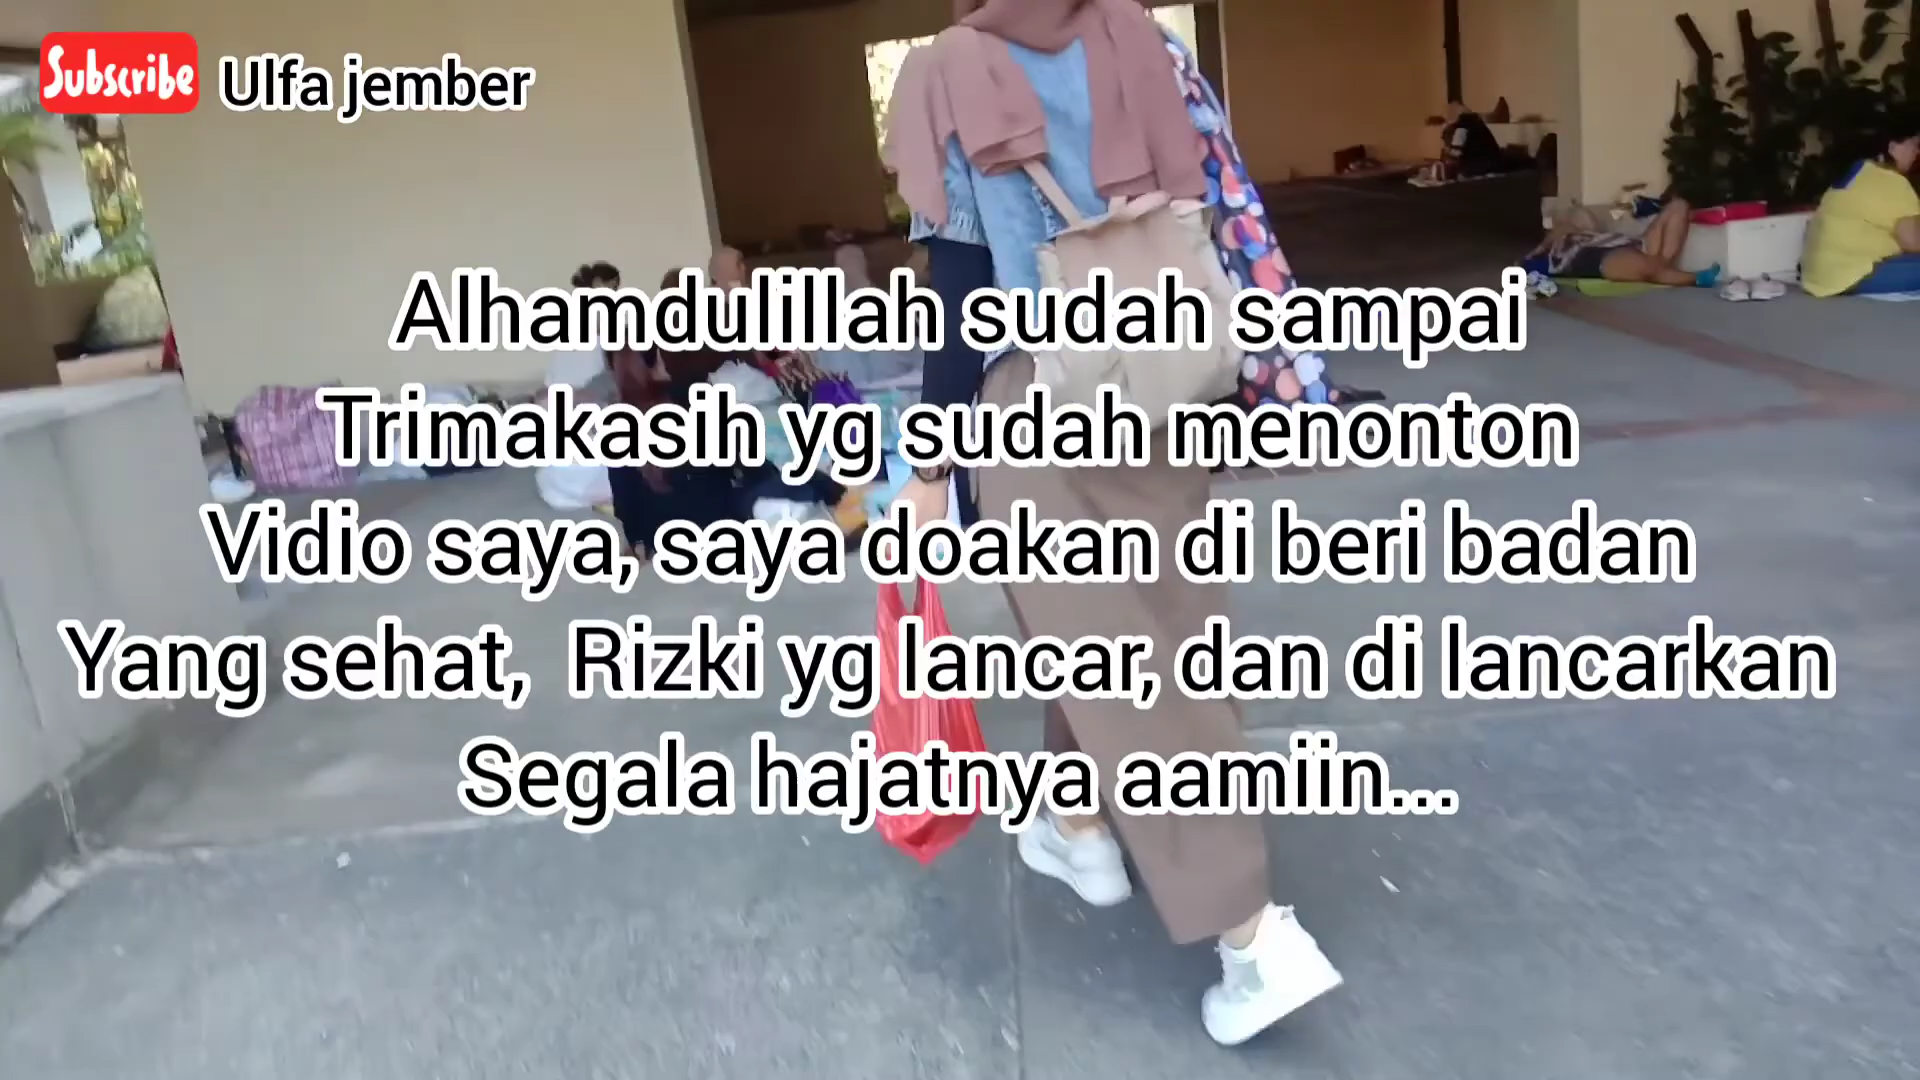 Subscribe Ulfa jember
Alhamdulillah sudah sampai
Trimakasih yg sudah menonton
Vidio saya, saya doakan di beri badan
Yang sehat, Rizki yg lancar, dan di lancarkan
Segala hajatnya aamiin...